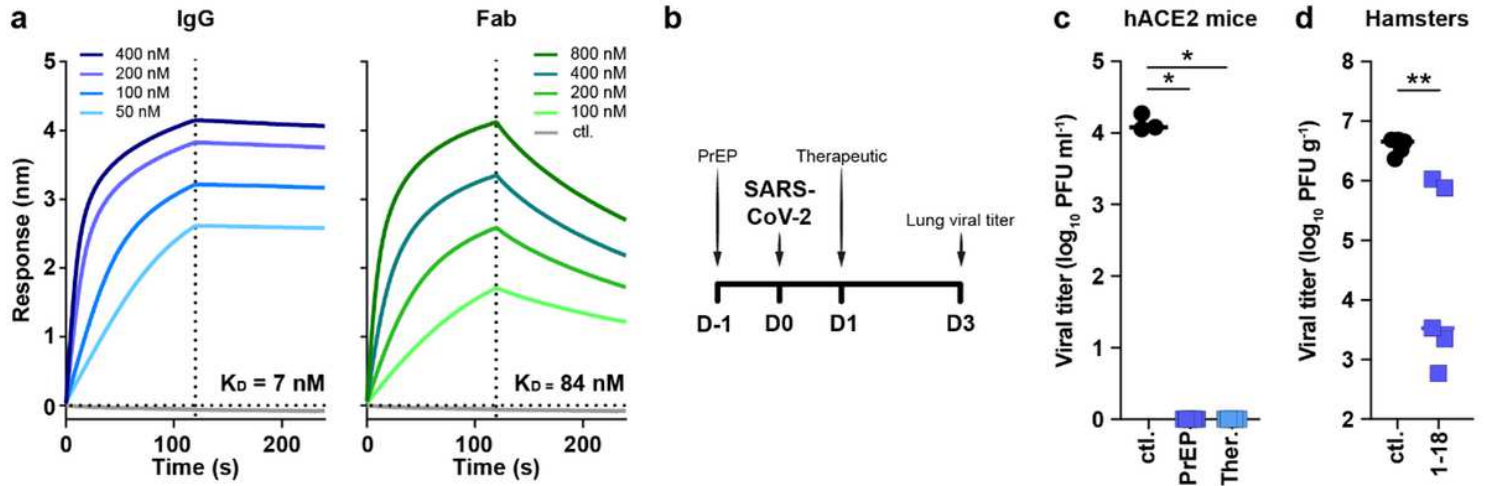 a
IgG
Fab
400 nM
200 nM
100 nM
50 nM
800 nM
400 nM
200 nM
100 nM
ctl.
Response (nm)
5
4
3
2
1
0
KD = 7 nM
KD = 84 nM
0
100
200
0
100
200
Time (s)
Time (s)
b
PrEP
Therapeutic
SARS-
CoV-2
Lung viral titer
D-1
D0
D1
D3
c
hACE2 mice
Viral titer (log10 PFU ml-1)
5
4
3
2
1
0
*
*
ctl.
PrEP
Ther.
d
Hamsters
Viral titer (log10 PFU g-1)
8
7
6
5
4
3
2
**
ctl.
1-18